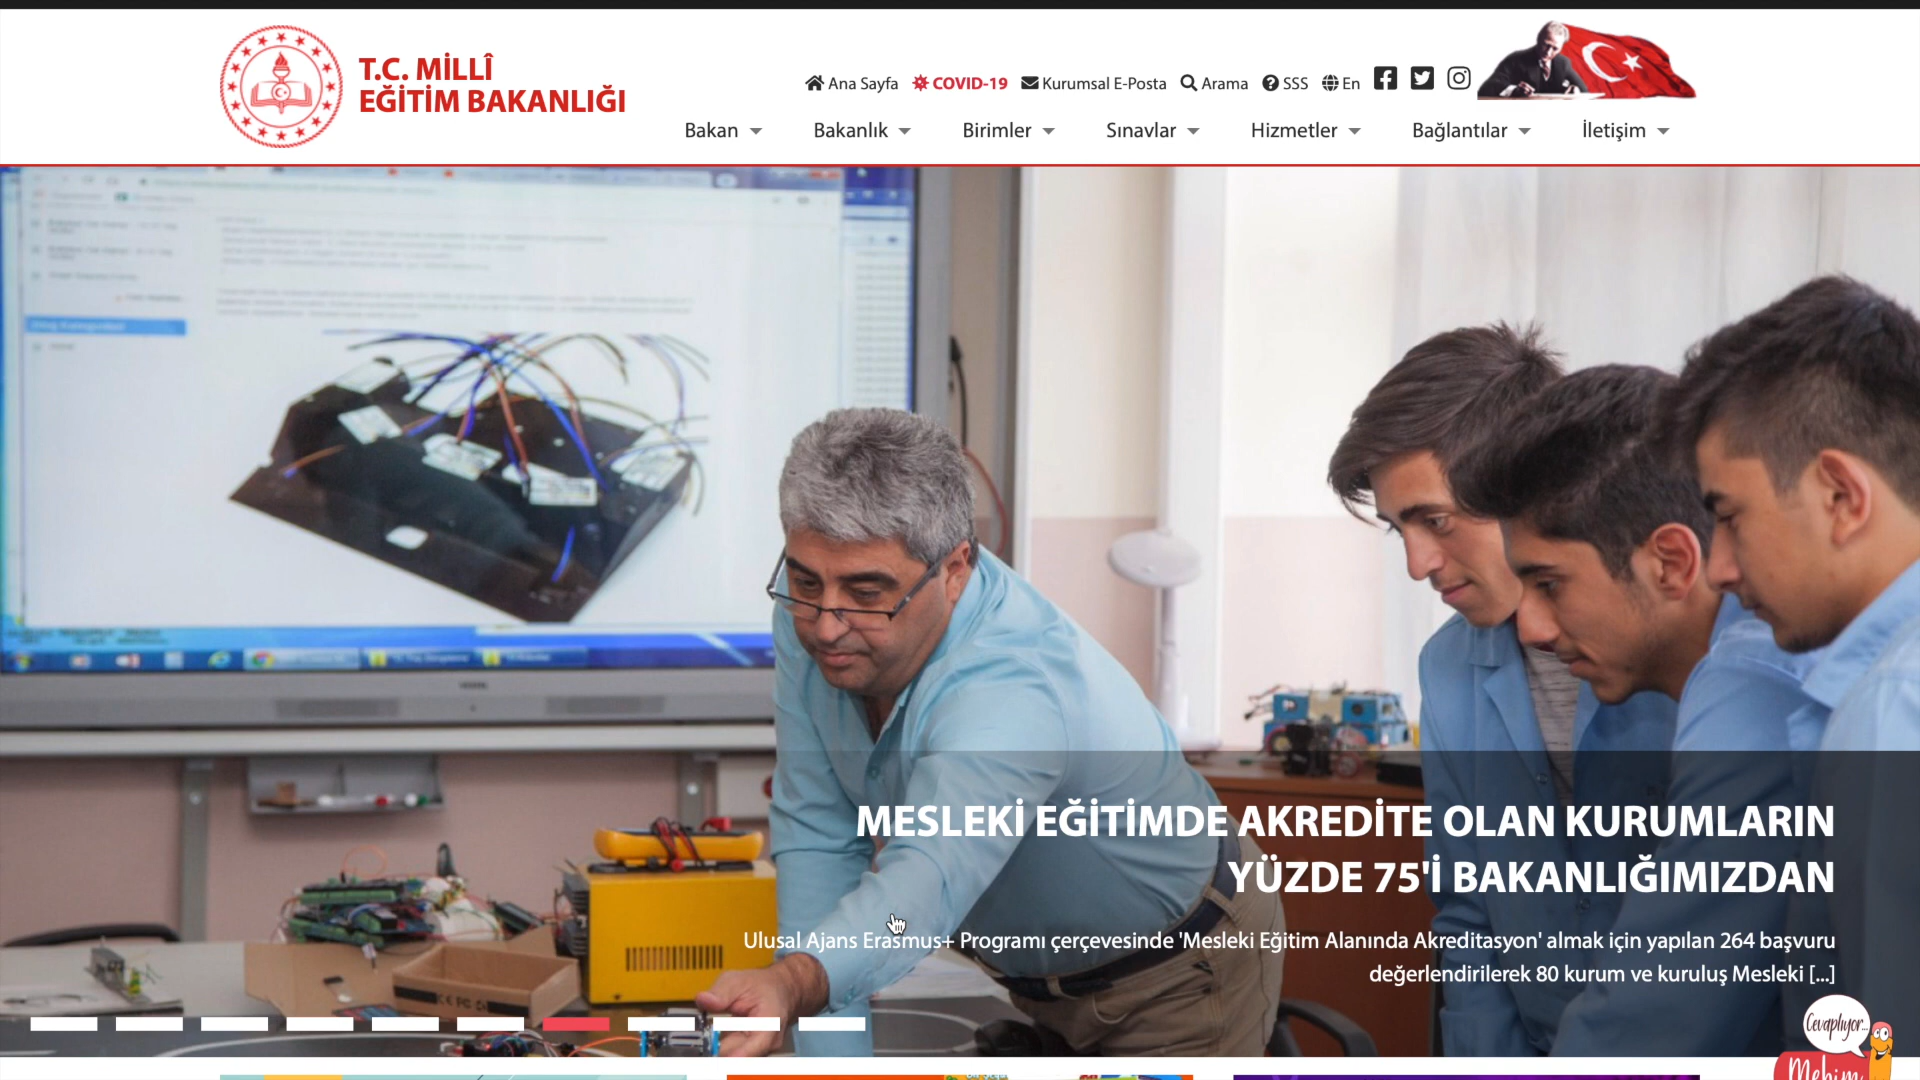 T.C. MİLLÎ
EĞİTİM BAKANLIĞI
Ana Sayfa COVID-19 Kurumsal E-Posta Arama SSS En
Bakan Bakanlık Birimler Sınavlar Hizmetler Bağlantılar İletişim
MESLEKİ EĞİTİMDE AKREDİTE OLAN KURUMLARIN
YÜZDE 75'İ BAKANLIĞIMIZDAN
Ulusal Ajans Erasmus+ Programı çerçevesinde 'Mesleki Eğitim Alanında Akreditasyon' almak için yapılan 264 başvuru
değerlendirilerek 80 kurum ve kuruluş Mesleki [...]
Cevaplıyor...
Mebim